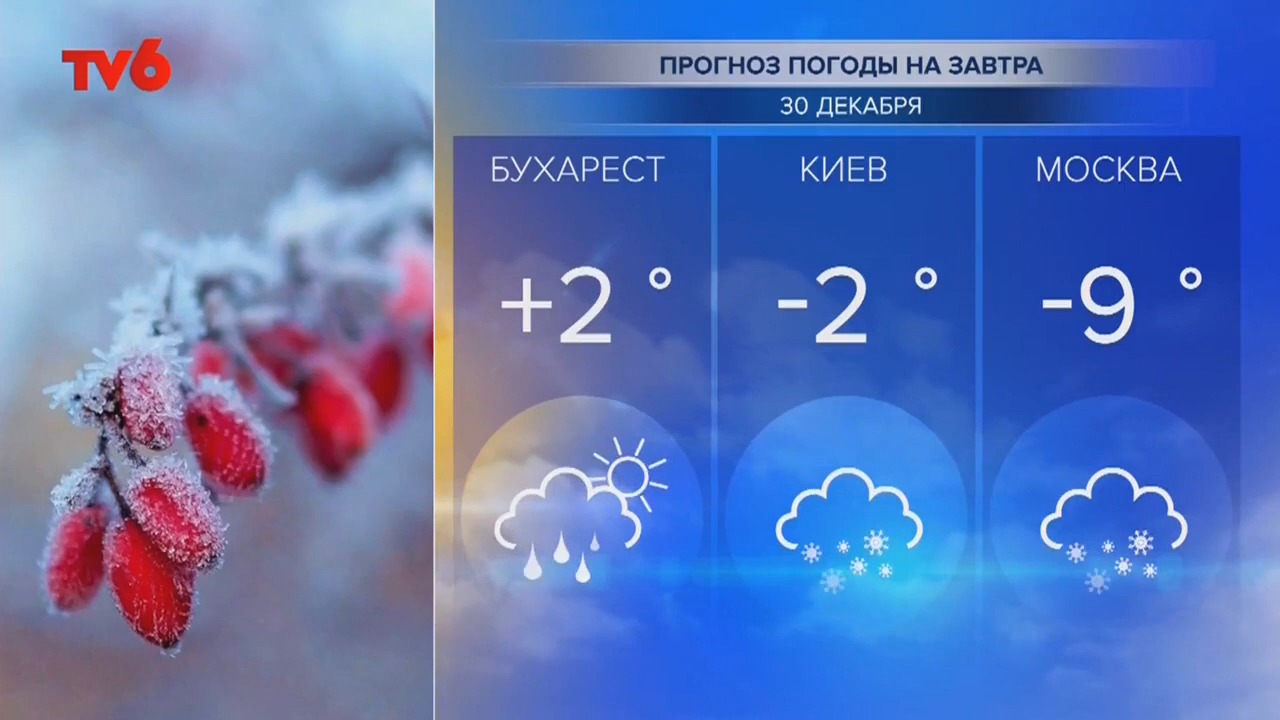 TV6
ПРОГНОЗ ПОГОДЫ НА ЗАВТРА
30 ДЕКАБРЯ
БУХАРЕСТ
+2 °
КИЕВ
-2 °
МОСКВА
-9 °